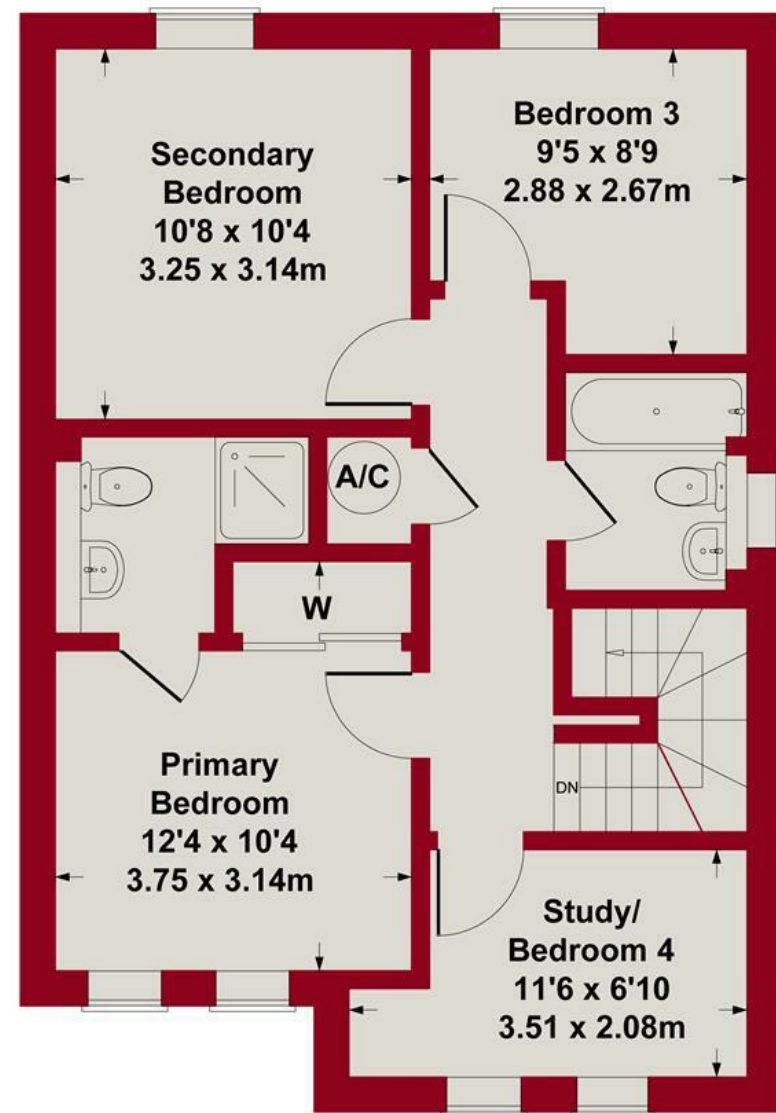 Secondary
Bedroom
10'8 x 10'4
3.25 x 3.14m
Bedroom 3
9'5 x 8'9
2.88 x 2.67m
A/C
W
Primary
Bedroom
12'4 x 10'4
3.75 x 3.14m
DN
Study/
Bedroom 4
11'6 x 6'10
3.51 x 2.08m